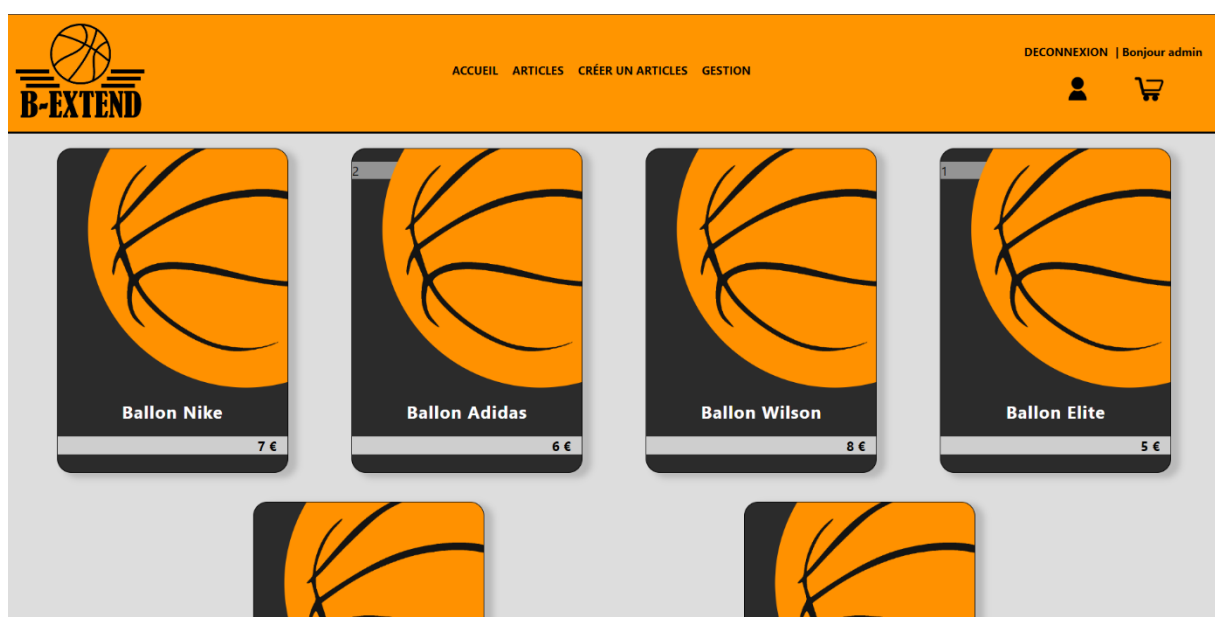 DECONNEXION | Bonjour admin
ACCUEIL ARTICLES CRÉER UN ARTICLES GESTION
B-EXTEND
2
1
Ballon Nike
Ballon Adidas
Ballon Wilson
Ballon Elite
7 €
6 €
8 €
5 €